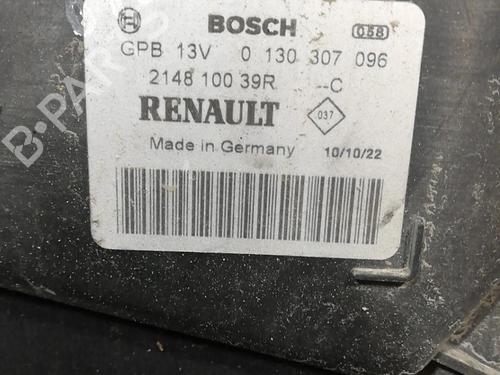 BOSCH 058
GPB 13V 0 130 307 096
2148 100 39R --C
RENAULT 037
Made in Germany 10/10/22
B-PARTS